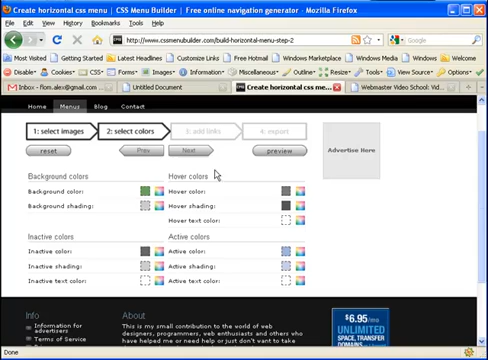 Create horizontal css menu | CSS Menu Builder | Free online navigation generator - Mozilla Firefox
File Edit View History Bookmarks Tools Help
http://www.cssmenubuilder.com/build-horizontal-menu-step-2
Google
Most Visited Getting Started Latest Headlines Customize Links Free Hotmail Windows Marketplace Windows Media Windows
Disable Cookies CSS Forms Images Information Miscellaneous Outline Resize Tools View Source Options
Inbox - flom.alex@gmail.com
Untitled Document
Create horizontal css men...
Webmaster Video School: Vid...
Home Menus Blog Contact
1: select images 2: select colors 3: add links 4: export
reset Prev Next preview
Advertise Here
Background colors Hover colors
Background color: Hover color:
Background shading: Hover shading:
Hover text color:
Inactive colors Active colors
Inactive color: Active color:
Inactive shading: Active shading:
Inactive text color: Active text color:
Info About
Information for advertisers
Terms of Service
This is my small contribution to the world of web
designers, programmers, web enthusiasts and others
who have helped me or need help or just don't want to
$6.95/mo
UNLIMITED
SPACE, TRANSFER
Done